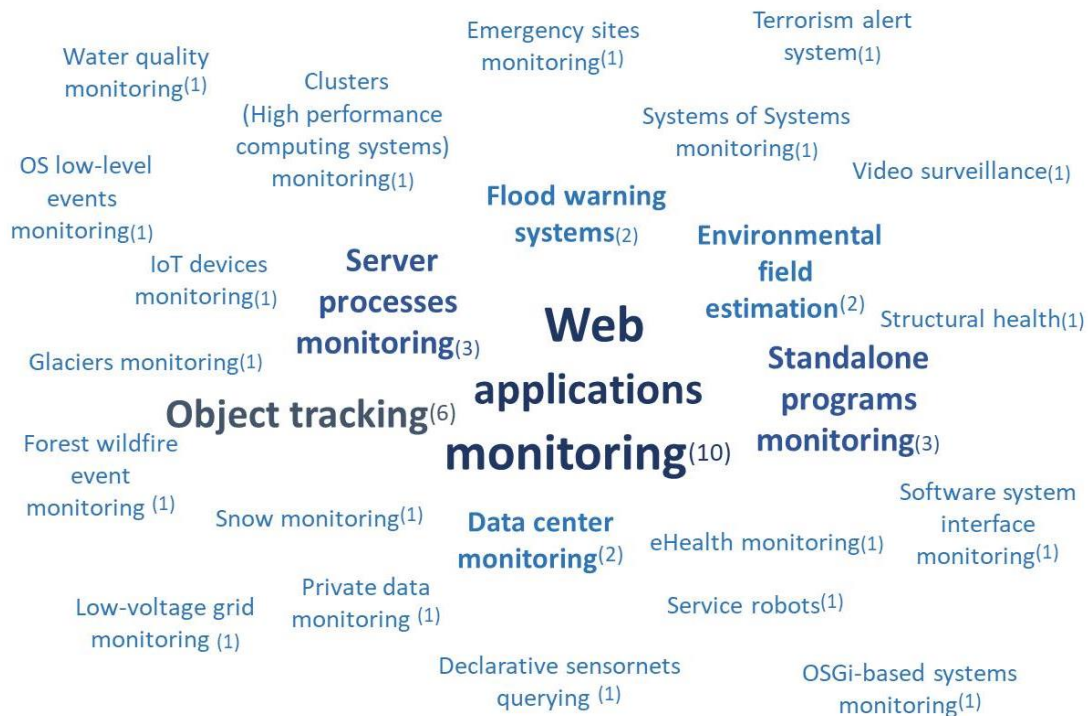 Emergency sites
monitoring(1)
Terrorism alert
system(1)
Water quality
monitoring(1)
Clusters
(High performance
computing systems)
monitoring(1)
Systems of Systems
monitoring(1)
OS low-level
events
monitoring(1)
Video surveillance(1)
Flood warning
systems(2)
Environmental
field
estimation(2)
IoT devices
monitoring(1)
Server
processes
monitoring(3)
Web
applications
monitoring(10)
Structural health(1)
Glaciers monitoring(1)
Standalone
programs
monitoring(3)
Object tracking(6)
Forest wildfire
event
monitoring (1)
Snow monitoring(1)
Data center
monitoring(2)
eHealth monitoring(1)
Software system
interface
monitoring(1)
Low-voltage grid
monitoring (1)
Private data
monitoring (1)
Service robots(1)
Declarative sensornets
querying (1)
OSGi-based systems
monitoring(1)